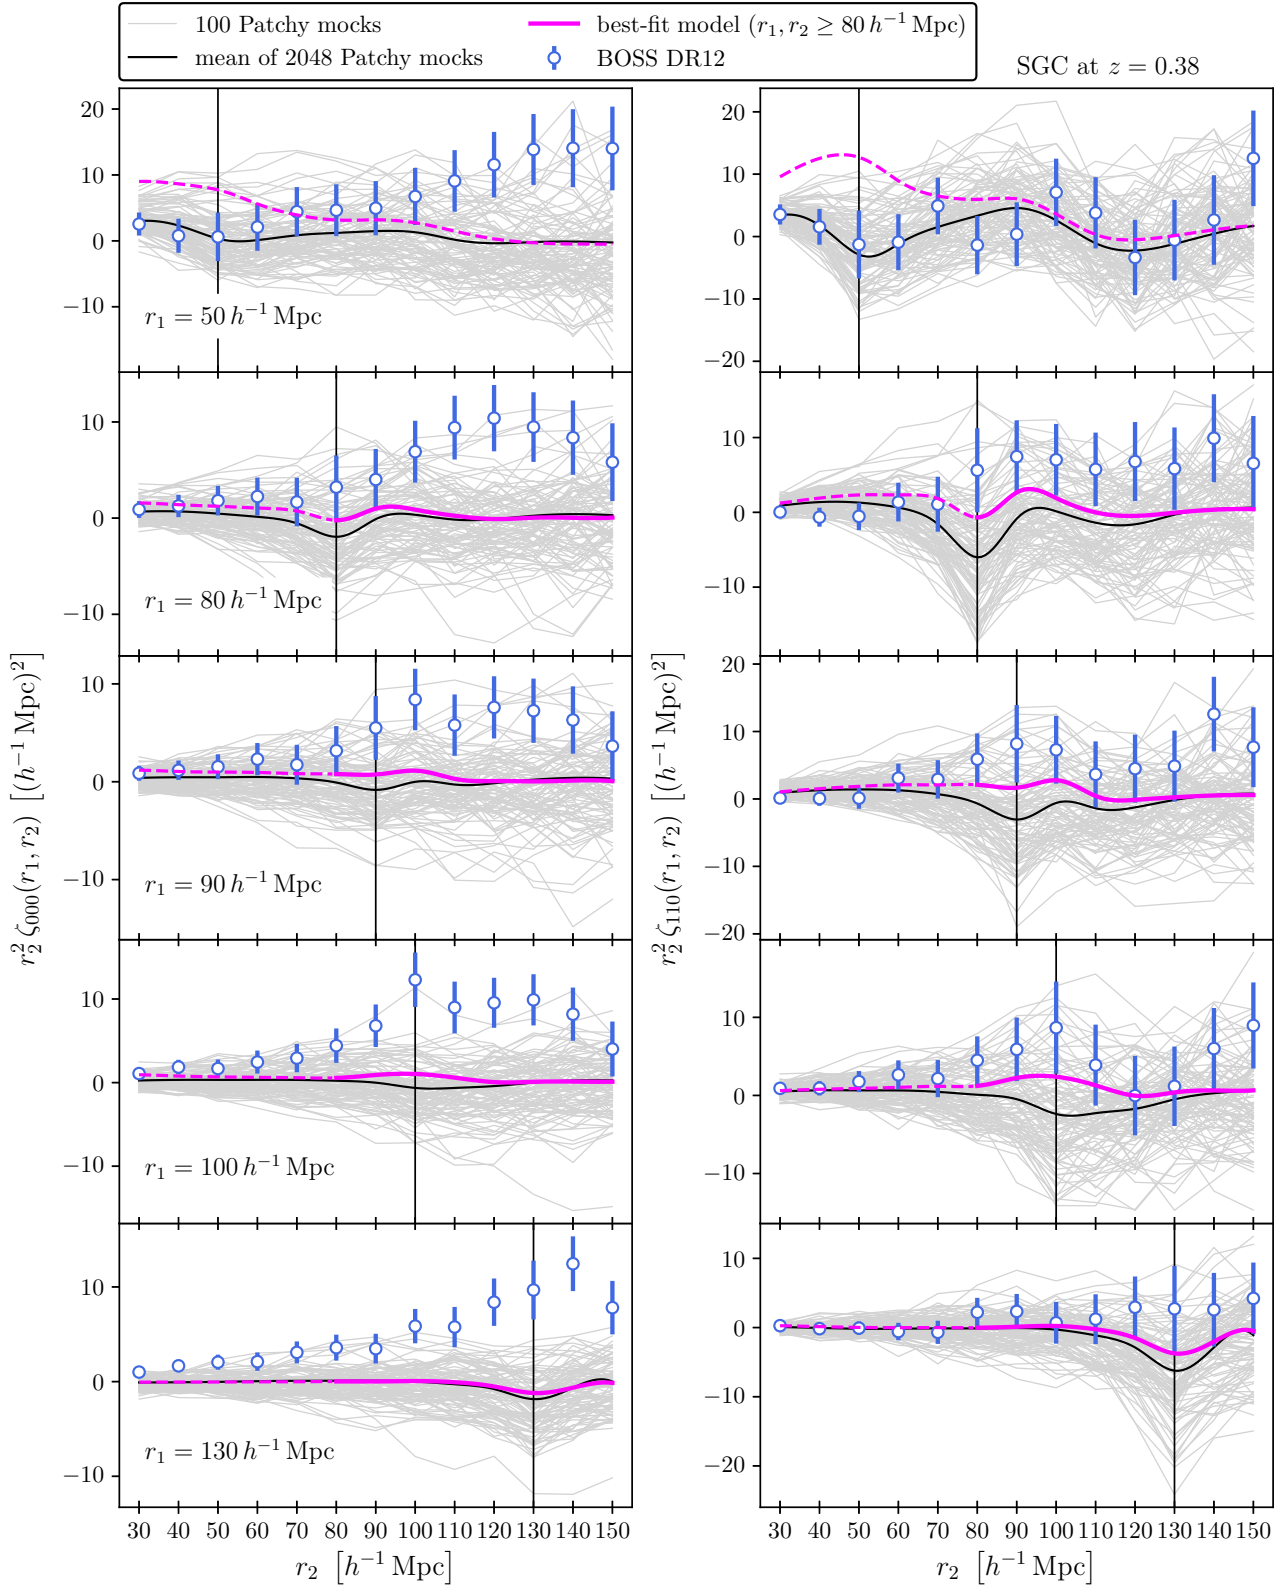 100 Patchy mocks
mean of 2048 Patchy mocks
best-fit model (r₁, r₂ ≥ 80 h⁻¹ Mpc)
BOSS DR12
SGC at z = 0.38
20
10
0
−10
r₁ = 50 h⁻¹ Mpc
20
10
0
−10
−20
10
0
−10
r₁ = 80 h⁻¹ Mpc
10
0
−10
10
0
−10
r₁ = 90 h⁻¹ Mpc
20
10
0
−10
−20
10
0
−10
r₁ = 100 h⁻¹ Mpc
10
0
−10
10
0
−10
r₁ = 130 h⁻¹ Mpc
10
0
−10
−20
r₂² ζ₀₀₀(r₁, r₂) [(h⁻¹ Mpc)²]
r₂² ζ₁₁₀(r₁, r₂) [(h⁻¹ Mpc)²]
30 40 50 60 70 80 90 100 110 120 130 140 150
30 40 50 60 70 80 90 100 110 120 130 140 150
r₂ [h⁻¹ Mpc]
r₂ [h⁻¹ Mpc]